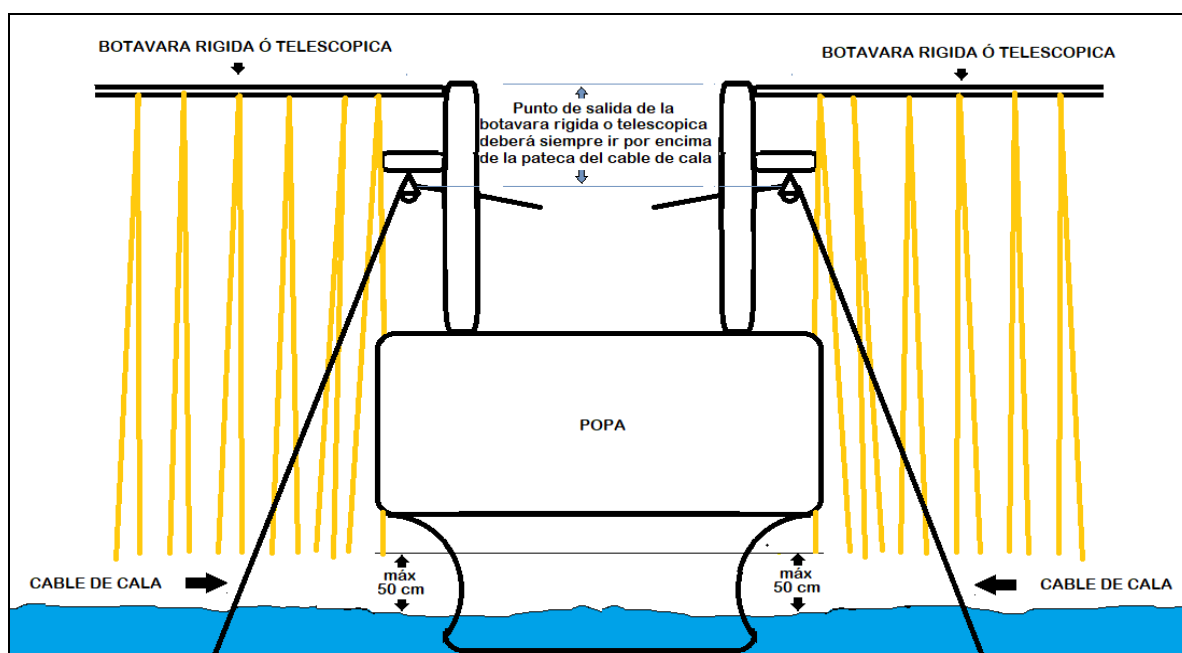 BOTAVARA RIGIDA Ó TELESCOPICA
BOTAVARA RIGIDA Ó TELESCOPICA
Punto de salida de la
botavara rigida o telescopica
deberá siempre ir por encima
de la pateca del cable de cala
POPA
máx
50 cm
máx
50 cm
CABLE DE CALA
CABLE DE CALA